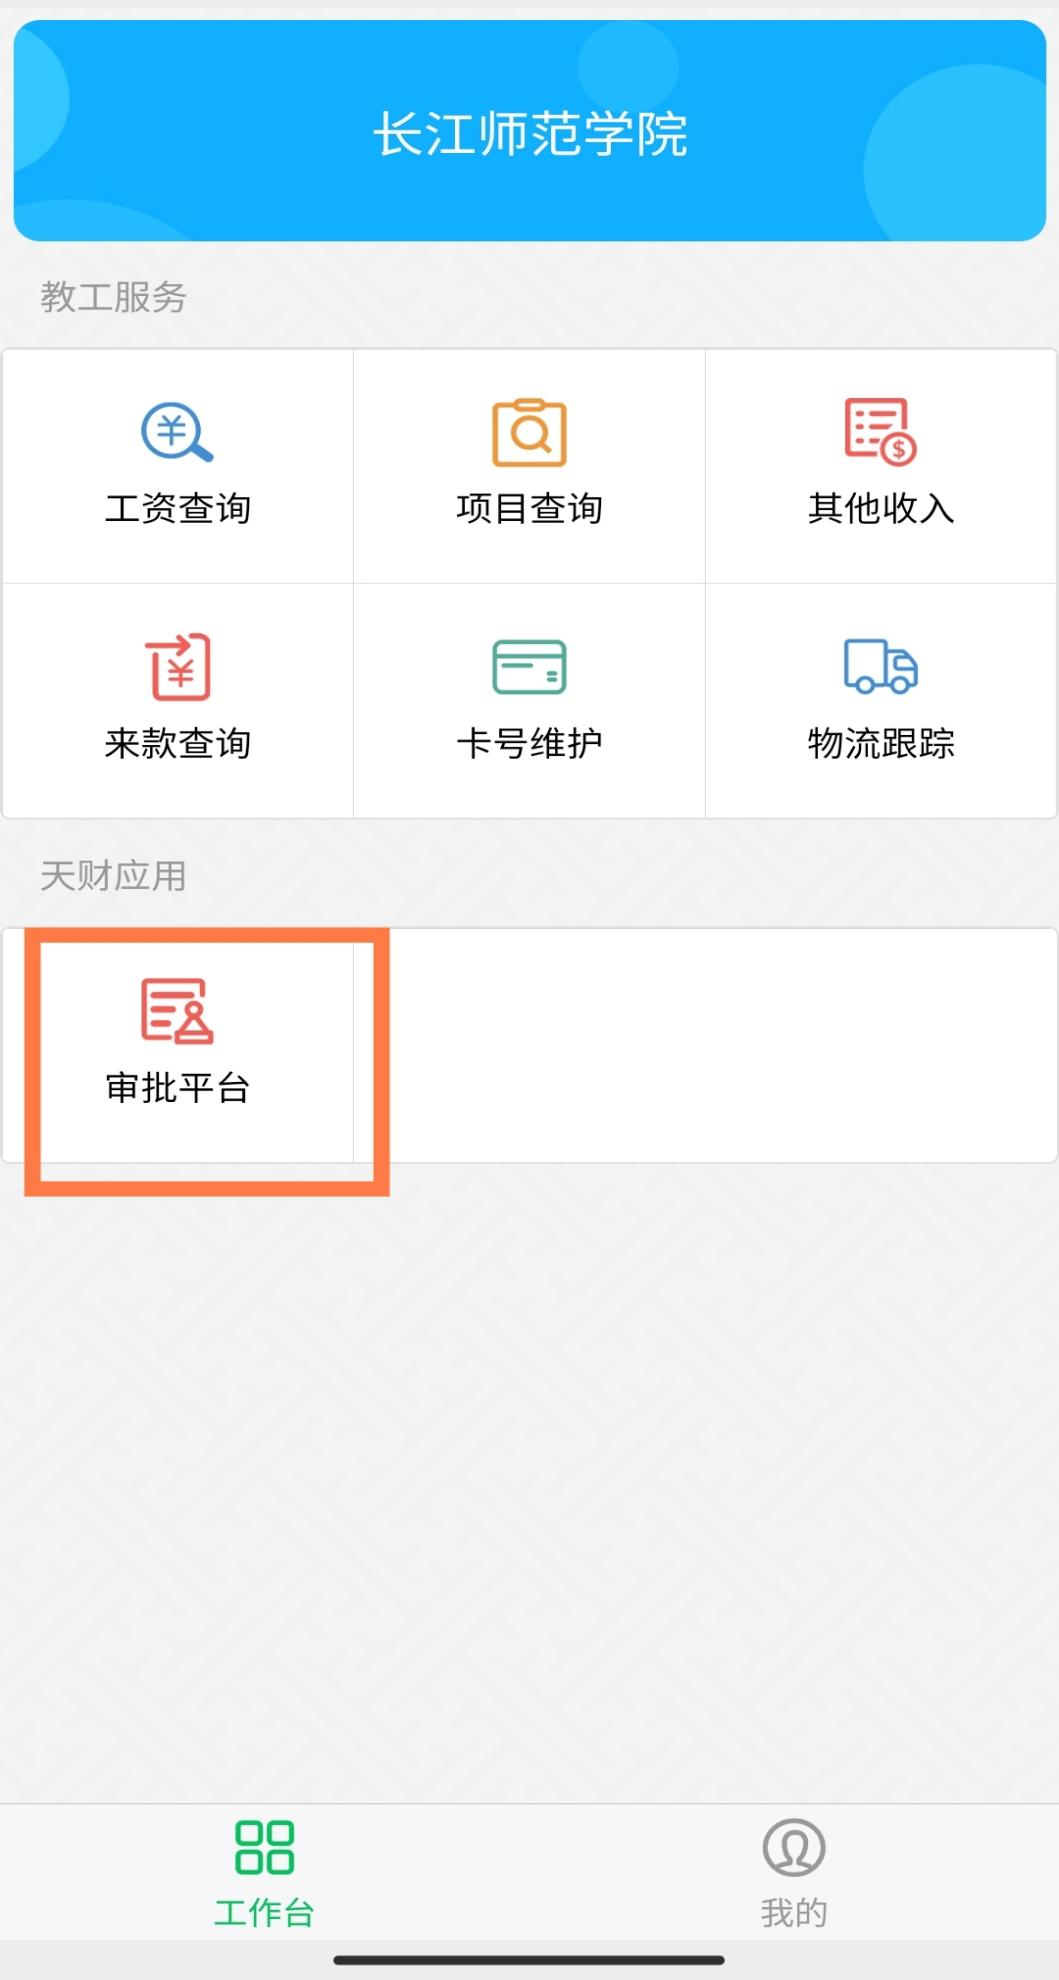 长江师范学院
教工服务
工资查询 项目查询 其他收入
来款查询 卡号维护 物流跟踪
天财应用
审批平台
工作台 我的